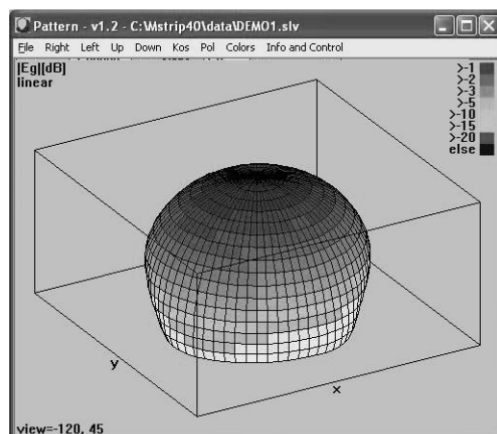 Pattern - v1.2 - C:\Mstrip40\data\DEMO1.slv
File Right Left Up Down Kos Pol Colors Info and Control
|Eg|[dB]
linear
>-1
>-2
>-3
>-5
>-10
>-15
>-20
else
y
x
view=-120, 45